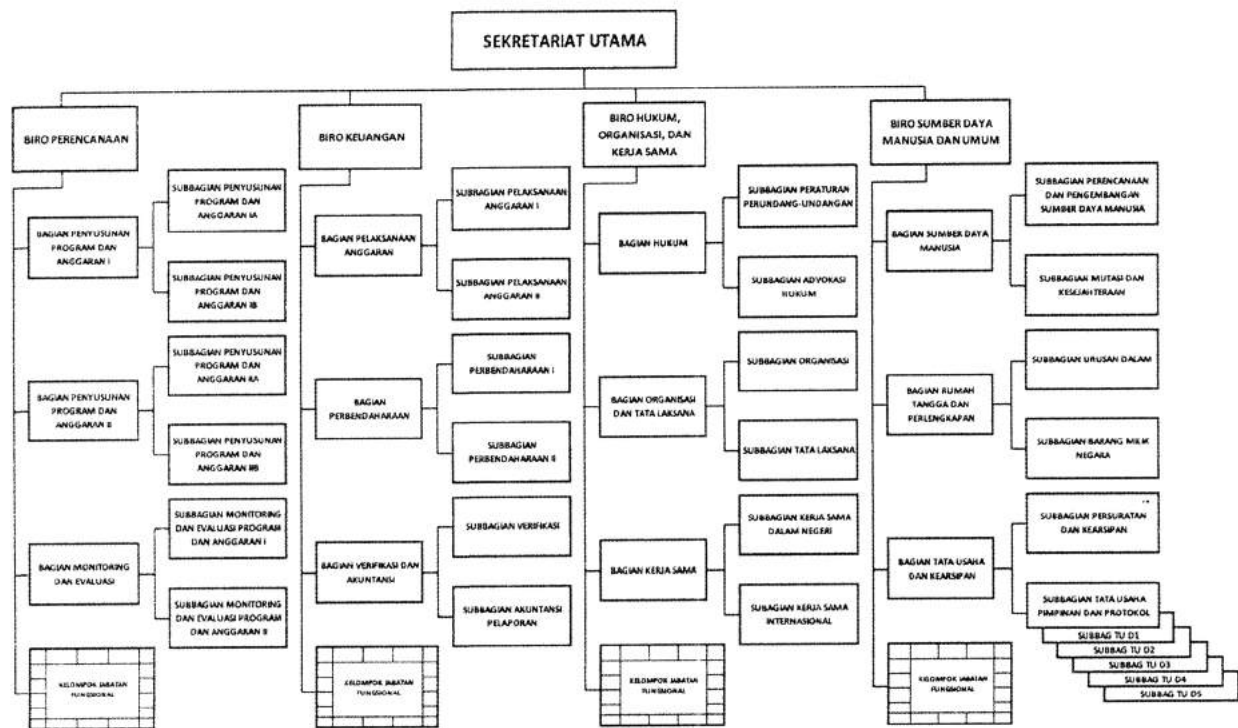 SEKRETARIAT UTAMA
BIRO PERENCANAAN
BAGIAN PENYUSUNAN
PROGRAM DAN
ANGGARAN I
SUBBAGIAN PENYUSUNAN
PROGRAM DAN
ANGGARAN IA
SUBBAGIAN PENYUSUNAN
PROGRAM DAN
ANGGARAN IB
BAGIAN PENYUSUNAN
PROGRAM DAN
ANGGARAN II
SUBBAGIAN PENYUSUNAN
PROGRAM DAN
ANGGARAN IIA
SUBBAGIAN PENYUSUNAN
PROGRAM DAN
ANGGARAN IIB
BAGIAN MONITORING
DAN EVALUASI
SUBBAGIAN MONITORING
DAN EVALUASI PROGRAM
DAN ANGGARAN I
SUBBAGIAN MONITORING
DAN EVALUASI PROGRAM
DAN ANGGARAN II
KELOMPOK JABATAN
FUNGSIONAL
BIRO KEUANGAN
BAGIAN PELAKSANAAN
ANGGARAN
SUBBAGIAN PELAKSANAAN
ANGGARAN I
SUBBAGIAN PELAKSANAAN
ANGGARAN II
BAGIAN
PERBENDAHARAAN
SUBBAGIAN
PERBENDAHARAAN I
SUBBAGIAN
PERBENDAHARAAN II
BAGIAN VERIFIKASI DAN
AKUNTANSI
SUBBAGIAN VERIFIKASI
SUBBAGIAN AKUNTANSI
PELAPORAN
KELOMPOK JABATAN
FUNGSIONAL
BIRO HUKUM,
ORGANISASI, DAN
KERJA SAMA
BAGIAN HUKUM
SUBBAGIAN PERATURAN
PERUNDANG-UNDANGAN
SUBBAGIAN ADVOKASI
HUKUM
BAGIAN ORGANISASI
DAN TATA LAKSANA
SUBBAGIAN ORGANISASI
SUBBAGIAN TATA LAKSANA
BAGIAN KERJA SAMA
SUBBAGIAN KERJA SAMA
DALAM NEGERI
SUBAGIAN KERJA SAMA
INTERNASIONAL
KELOMPOK JABATAN
FUNGSIONAL
BIRO SUMBER DAYA
MANUSIA DAN UMUM
BAGIAN SUMBER DAYA
MANUSIA
SUBBAGIAN PERENCANAAN
DAN PENGEMBANGAN
SUMBER DAYA MANUSIA
SUBBAGIAN MUTASI DAN
KESEJAHTERAAN
BAGIAN RUMAH
TANGGA DAN
PERLENGKAPAN
SUBBAGIAN URUSAN DALAM
SUBBAGIAN BARANG MILIK
NEGARA
BAGIAN TATA USAHA
DAN KEARSIPAN
SUBBAGIAN PERSURATAN
DAN KEARSIPAN
SUBBAGIAN TATA USAHA
PIMPINAN DAN PROTOKOL
SUBBAG TU D1
SUBBAG TU D2
SUBBAG TU D3
SUBBAG TU D4
SUBBAG TU D5
KELOMPOK JABATAN
FUNGSIONAL